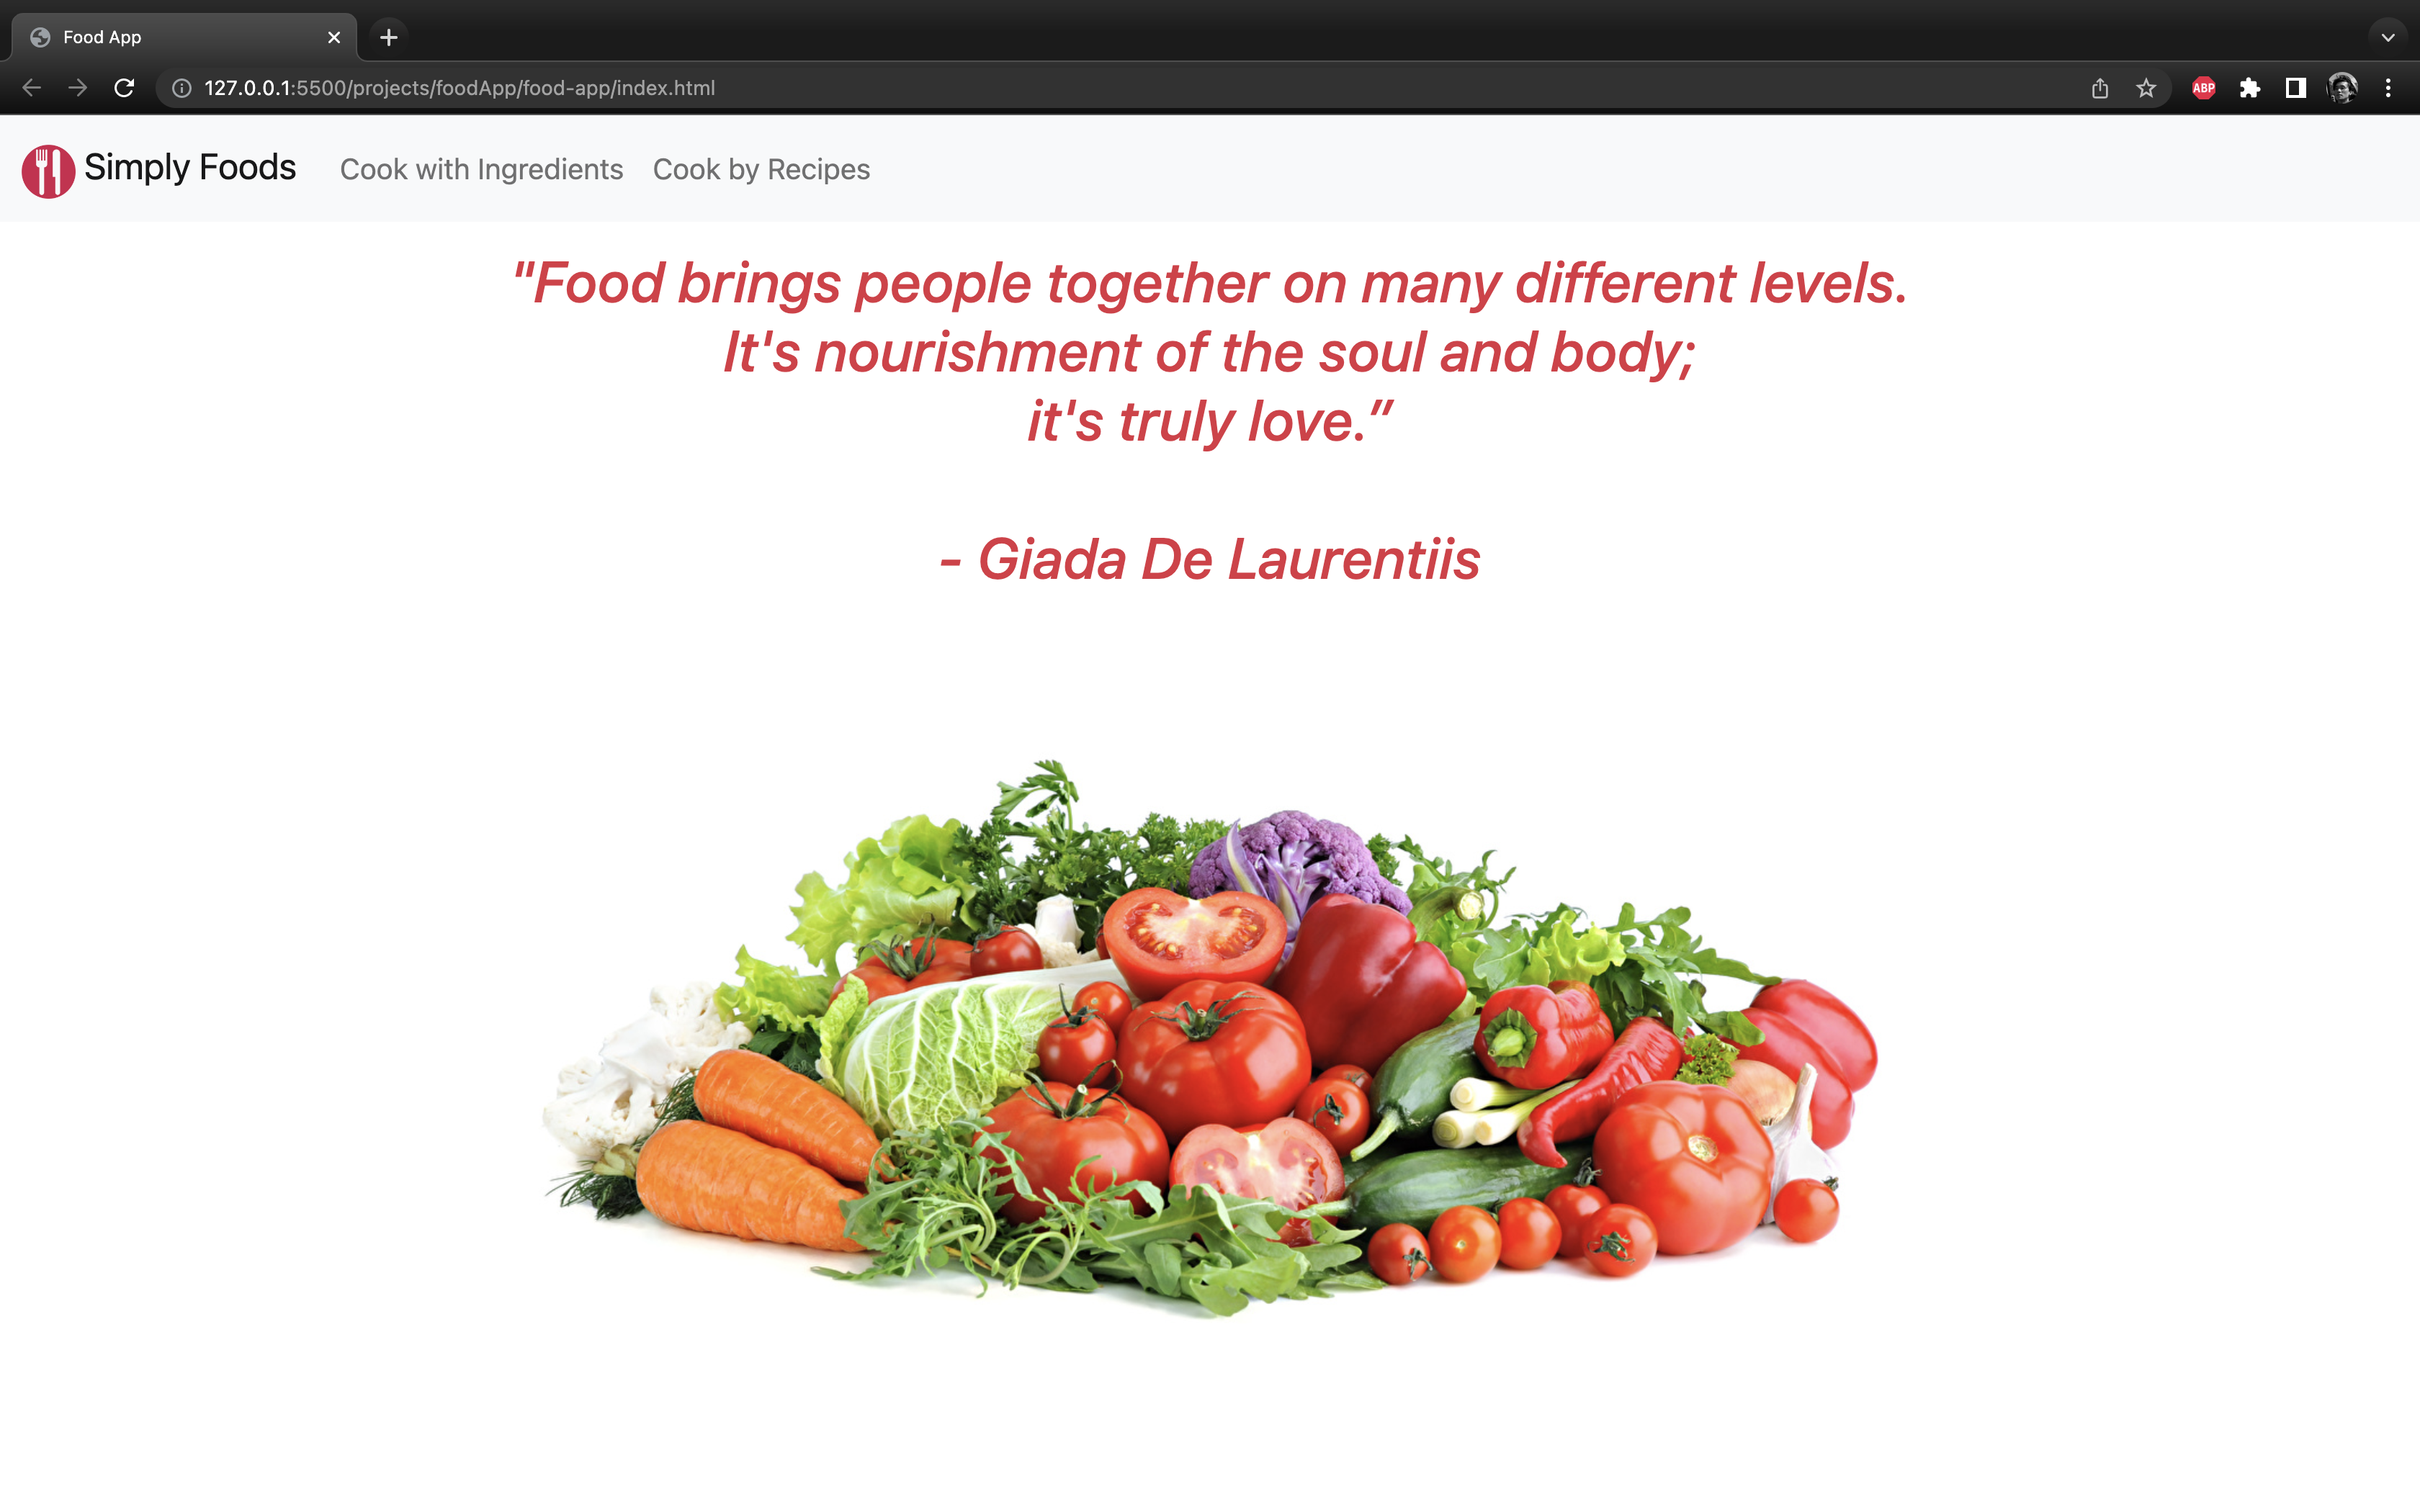 Food App
127.0.0.1:5500/projects/foodApp/food-app/index.html
ABP
Simply Foods Cook with Ingredients Cook by Recipes
"Food brings people together on many different levels.
It's nourishment of the soul and body;
it's truly love.”
- Giada De Laurentiis